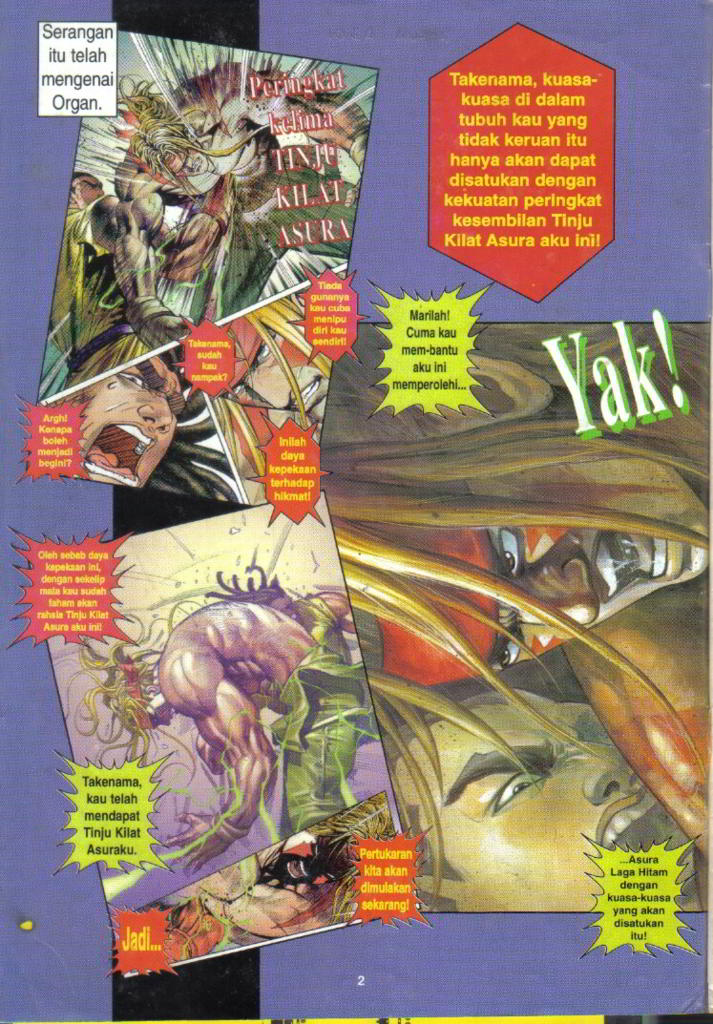 Serangan
itu telah
mengenai
Organ.
Peringkat
kelima
TINJU
KILAT
ASURA
Takenama, kuasa-
kuasa di dalam
tubuh kau yang
tidak keruan itu
hanya akan dapat
disatukan dengan
kekuatan peringkat
kesembilan Tinju
Kilat Asura aku ini!
Tiada
gunanya
kau cuba
menipu
diri kau
sendiri!
Takenama,
sudah
kau
nampak?
Argh!
Kenapa
boleh
menjadi
begini?
Inilah
daya
kepekaan
terhadap
hikmat!
Marilah!
Cuma kau
mem-bantu
aku ini
memperolehi...
Yak!
Oleh sebab daya
kepekaan ini,
dengan sekelip
mata kau sudah
faham akan
rahsia Tinju Kilat
Asura aku ini!
Takenama,
kau telah
mendapat
Tinju Kilat
Asuraku.
Pertukaran
kita akan
dimulakan
sekarang!
Jadi...
...Asura
Laga Hitam
dengan
kuasa-kuasa
yang akan
disatukan
itu!
2